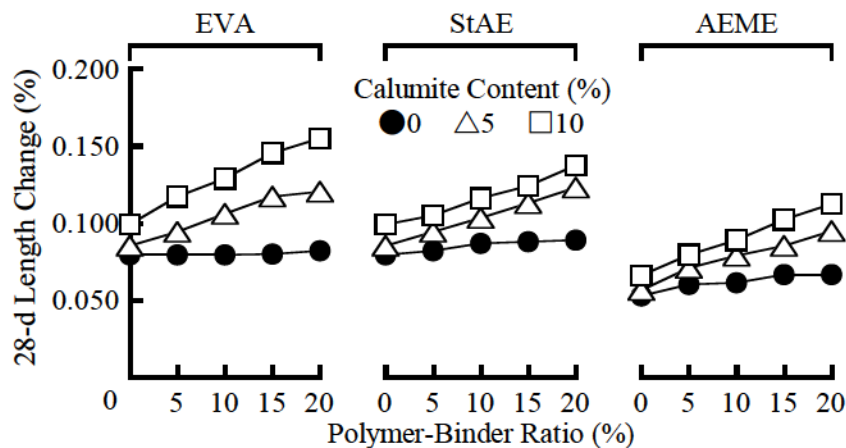 EVA StAE AEME
0.200
Calumite Content (%)
0 5 10
0.150
0.100
0.050
0
28-d Length Change (%)
0 5 10 15 20 0 5 10 15 20 0 5 10 15 20
Polymer-Binder Ratio (%)